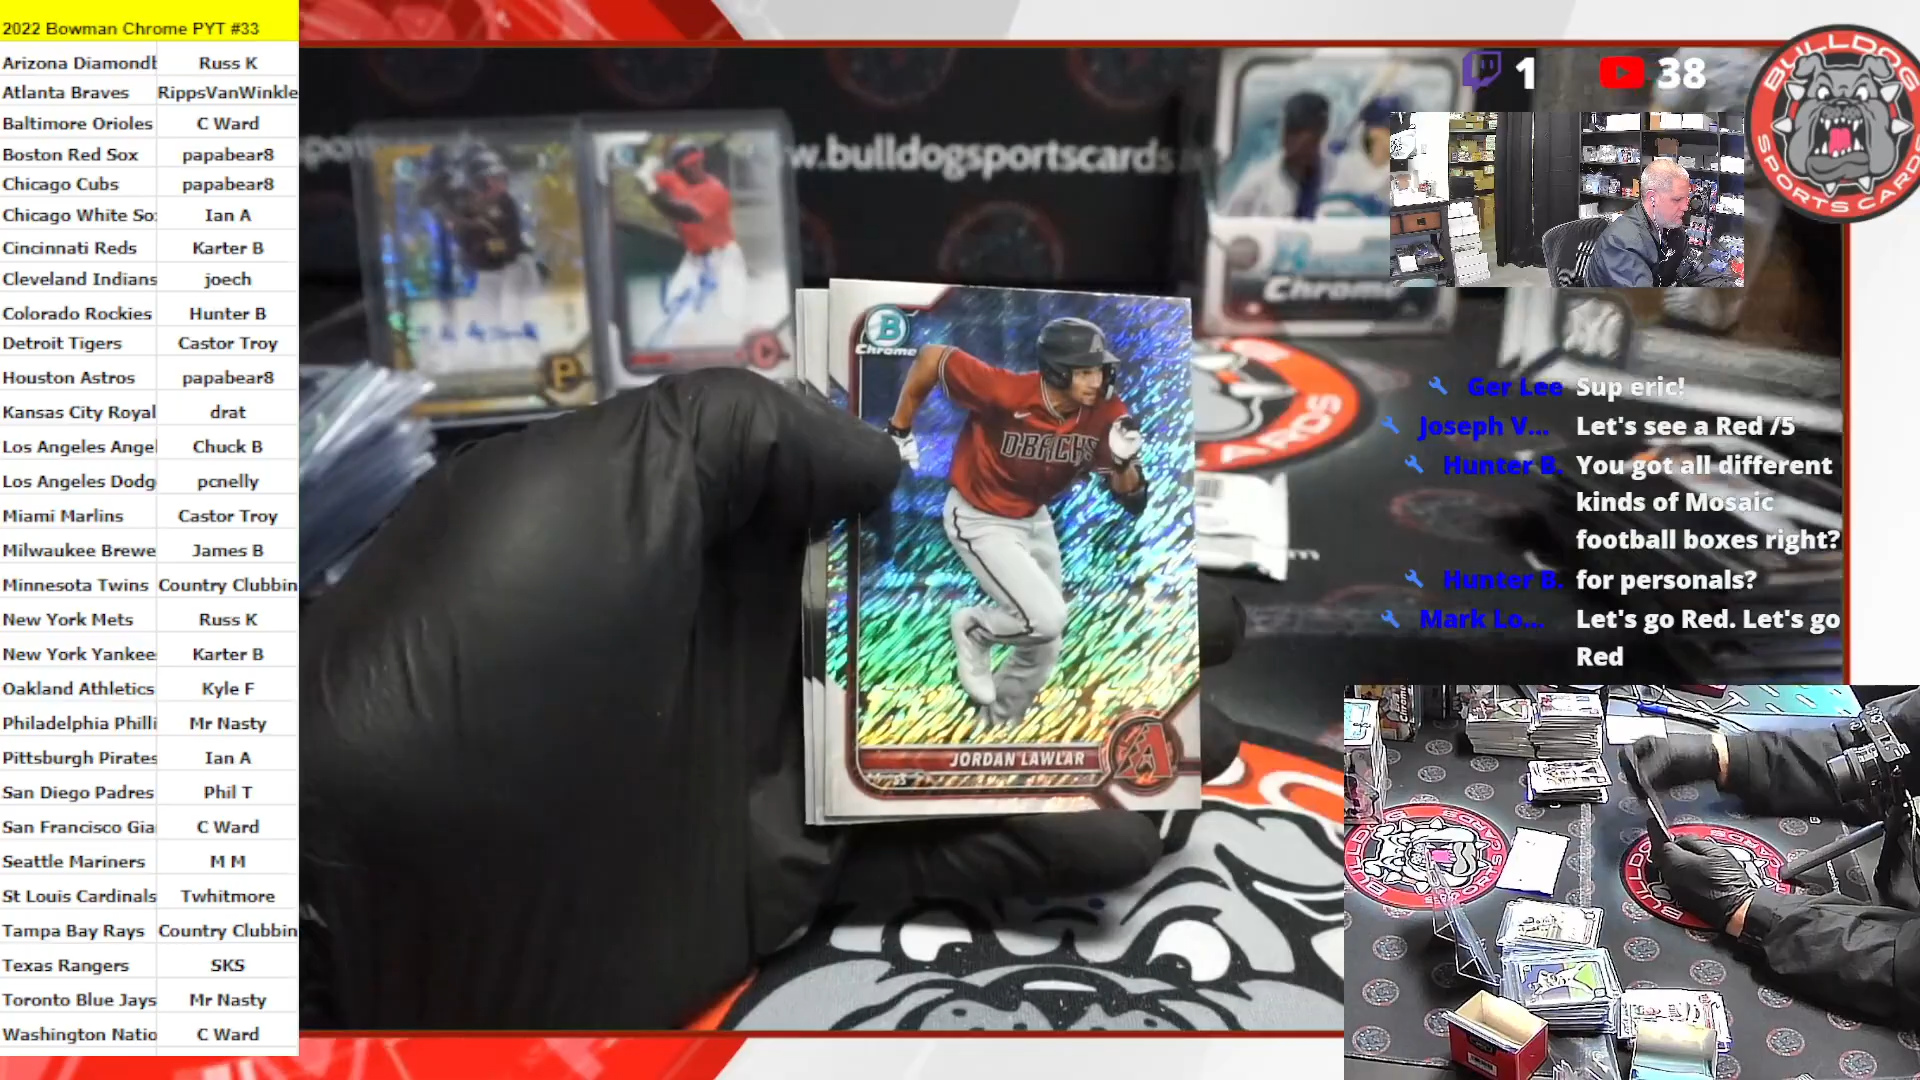 2022 Bowman Chrome PYT #33
Arizona Diamondb Russ K
Atlanta Braves RippsVanWinkle
Baltimore Orioles C Ward
Boston Red Sox papabear8
Chicago Cubs papabear8
Chicago White So Ian A
Cincinnati Reds Karter B
Cleveland Indians joech
Colorado Rockies Hunter B
Detroit Tigers Castor Troy
Houston Astros papabear8
Kansas City Royal drat
Los Angeles Angel Chuck B
Los Angeles Dodg pcnelly
Miami Marlins Castor Troy
Milwaukee Brewe James B
Minnesota Twins Country Clubbin
New York Mets Russ K
New York Yankee Karter B
Oakland Athletics Kyle F
Philadelphia Philli Mr Nasty
Pittsburgh Pirates Ian A
San Diego Padres Phil T
San Francisco Gia C Ward
Seattle Mariners M M
St Louis Cardinals Twhitmore
Tampa Bay Rays Country Clubbin
Texas Rangers SKS
Toronto Blue Jays Mr Nasty
Washington Natio C Ward
w.bulldogsportscards
P
C
Chrome
B
Chrome
DBACKS
JORDAN LAWLAR
A
CARDS
1
38
BULLDOG
SPORTS CARDS
Ger Lee Sup eric!
Joseph V... Let's see a Red /5
Hunter B. You got all different
kinds of Mosaic
football boxes right?
Hunter B. for personals?
Mark Lo... Let's go Red. Let's go
Red